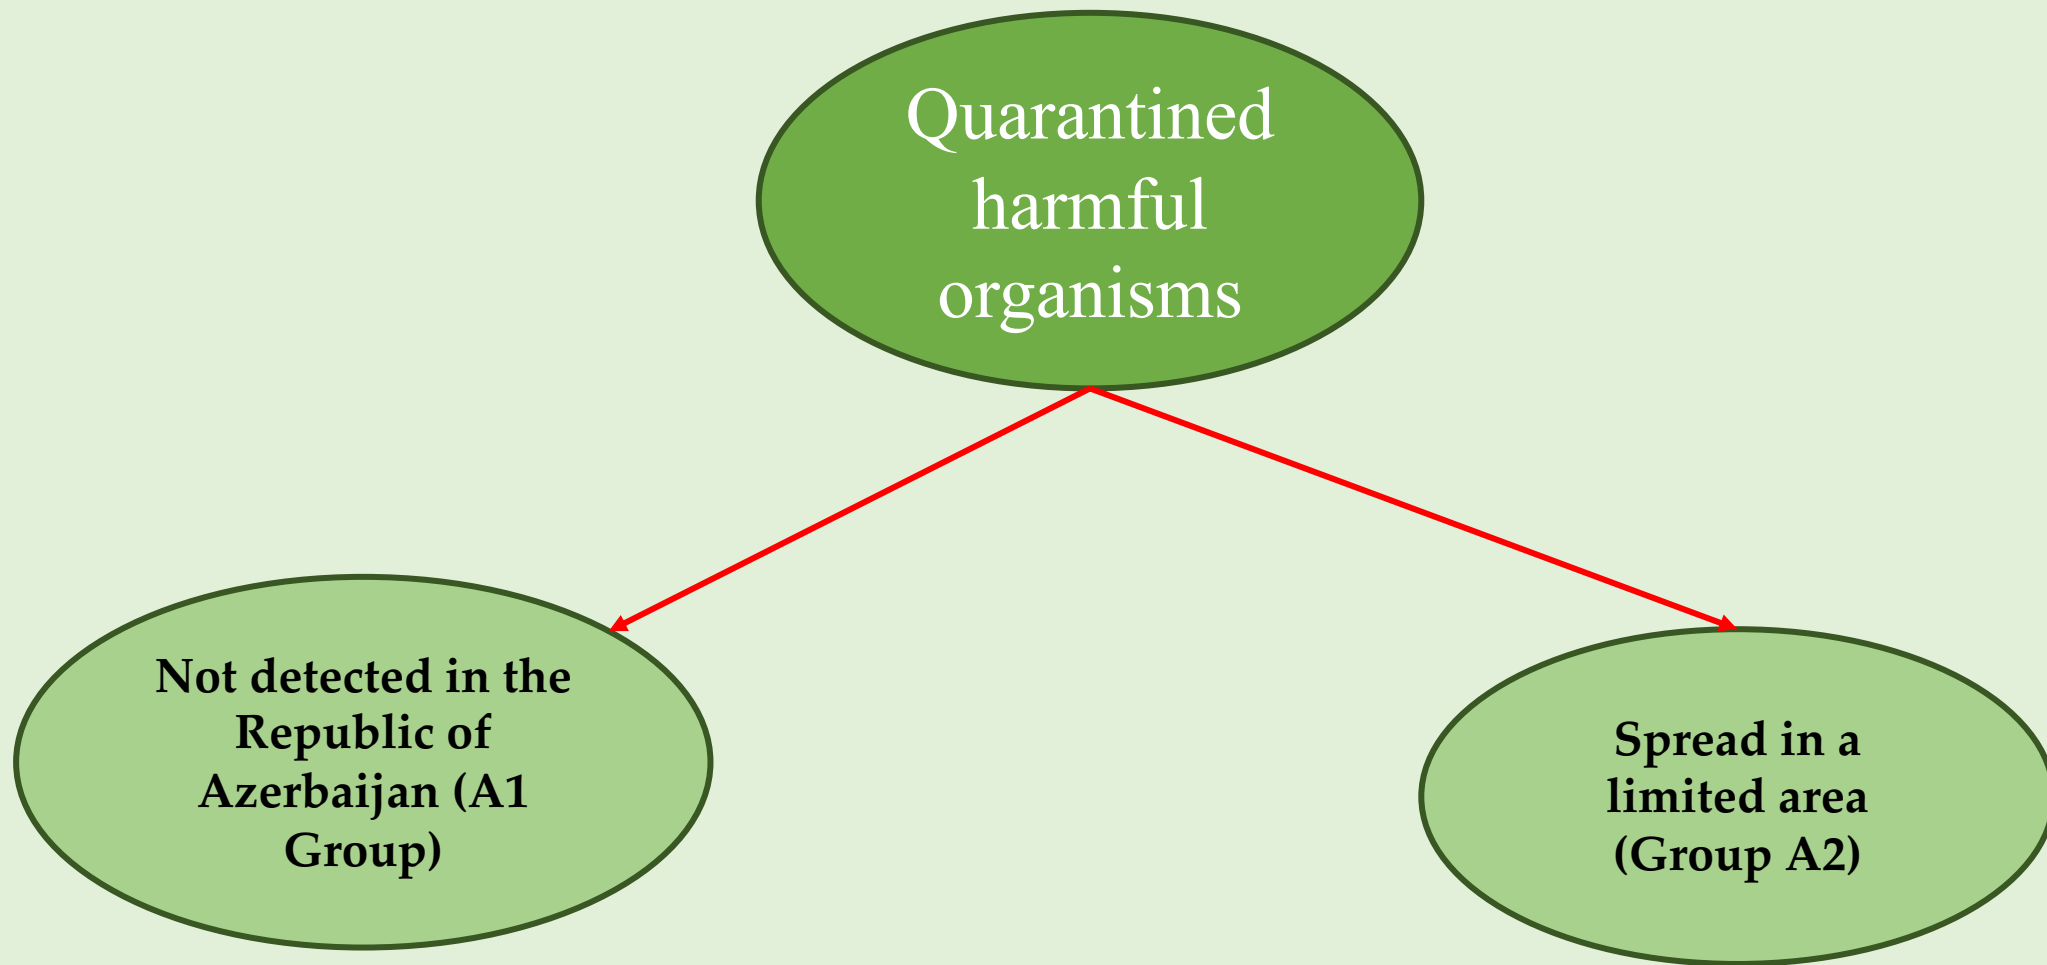 Quarantined
harmful
organisms
Not detected in the
Republic of
Azerbaijan (A1
Group)
Spread in a
limited area
(Group A2)